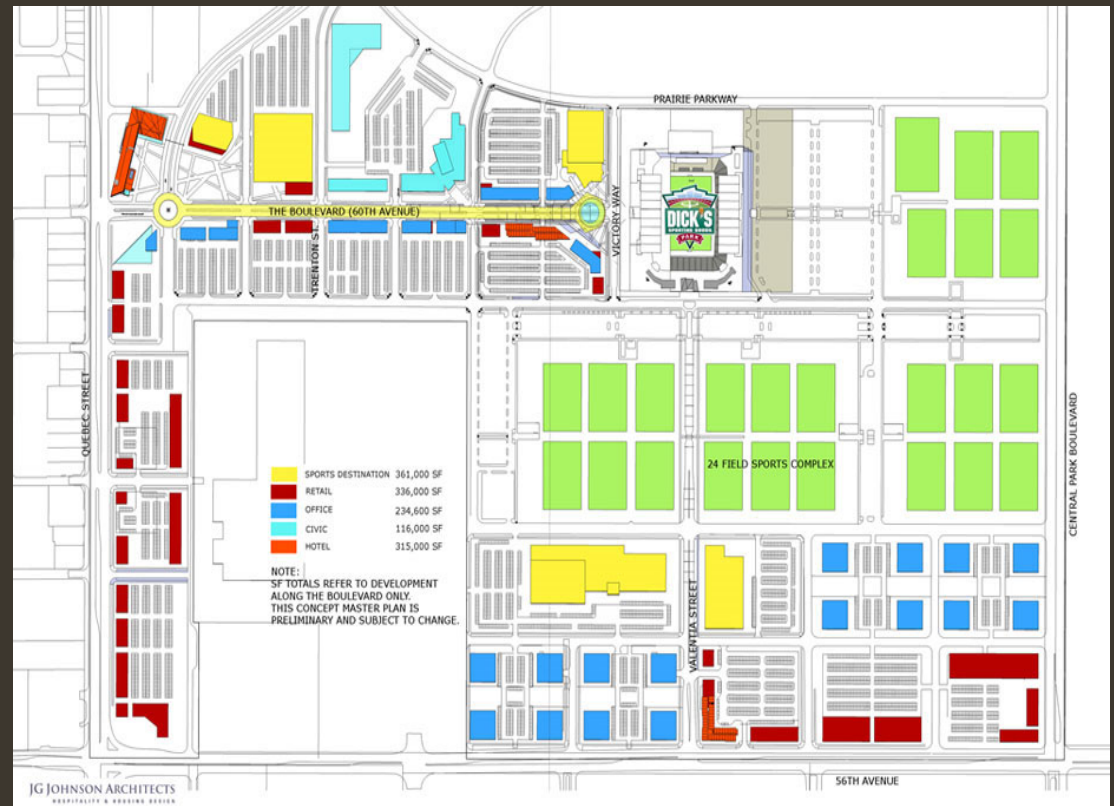 PRAIRIE PARKWAY
THE BOULEVARD (60TH AVENUE)
TRENTON ST.
VICTORY WAY
DICK'S
SPORTING GOODS
PARK
QUEBEC STREET
CENTRAL PARK BOULEVARD
24 FIELD SPORTS COMPLEX
SPORTS DESTINATION 361,000 SF
RETAIL 336,000 SF
OFFICE 234,600 SF
CIVIC 116,000 SF
HOTEL 315,000 SF
NOTE:
SF TOTALS REFER TO DEVELOPMENT
ALONG THE BOULEVARD ONLY.
THIS CONCEPT MASTER PLAN IS
PRELIMINARY AND SUBJECT TO CHANGE.
VALENTIA STREET
56TH AVENUE
JG JOHNSON ARCHITECTS
HOSPITALITY & HOUSING DESIGN